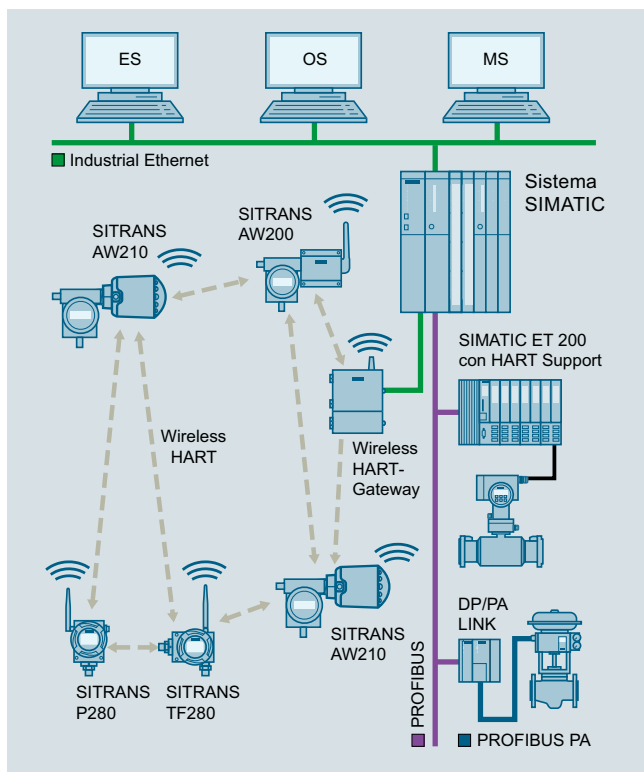 ES
OS
MS
Industrial Ethernet
Sistema
SIMATIC
SITRANS
AW210
SITRANS
AW200
SIMATIC ET 200
con HART Support
Wireless
HART
Wireless
HART-
Gateway
DP/PA
LINK
SITRANS
AW210
SITRANS
P280
SITRANS
TF280
PROFIBUS
PROFIBUS PA